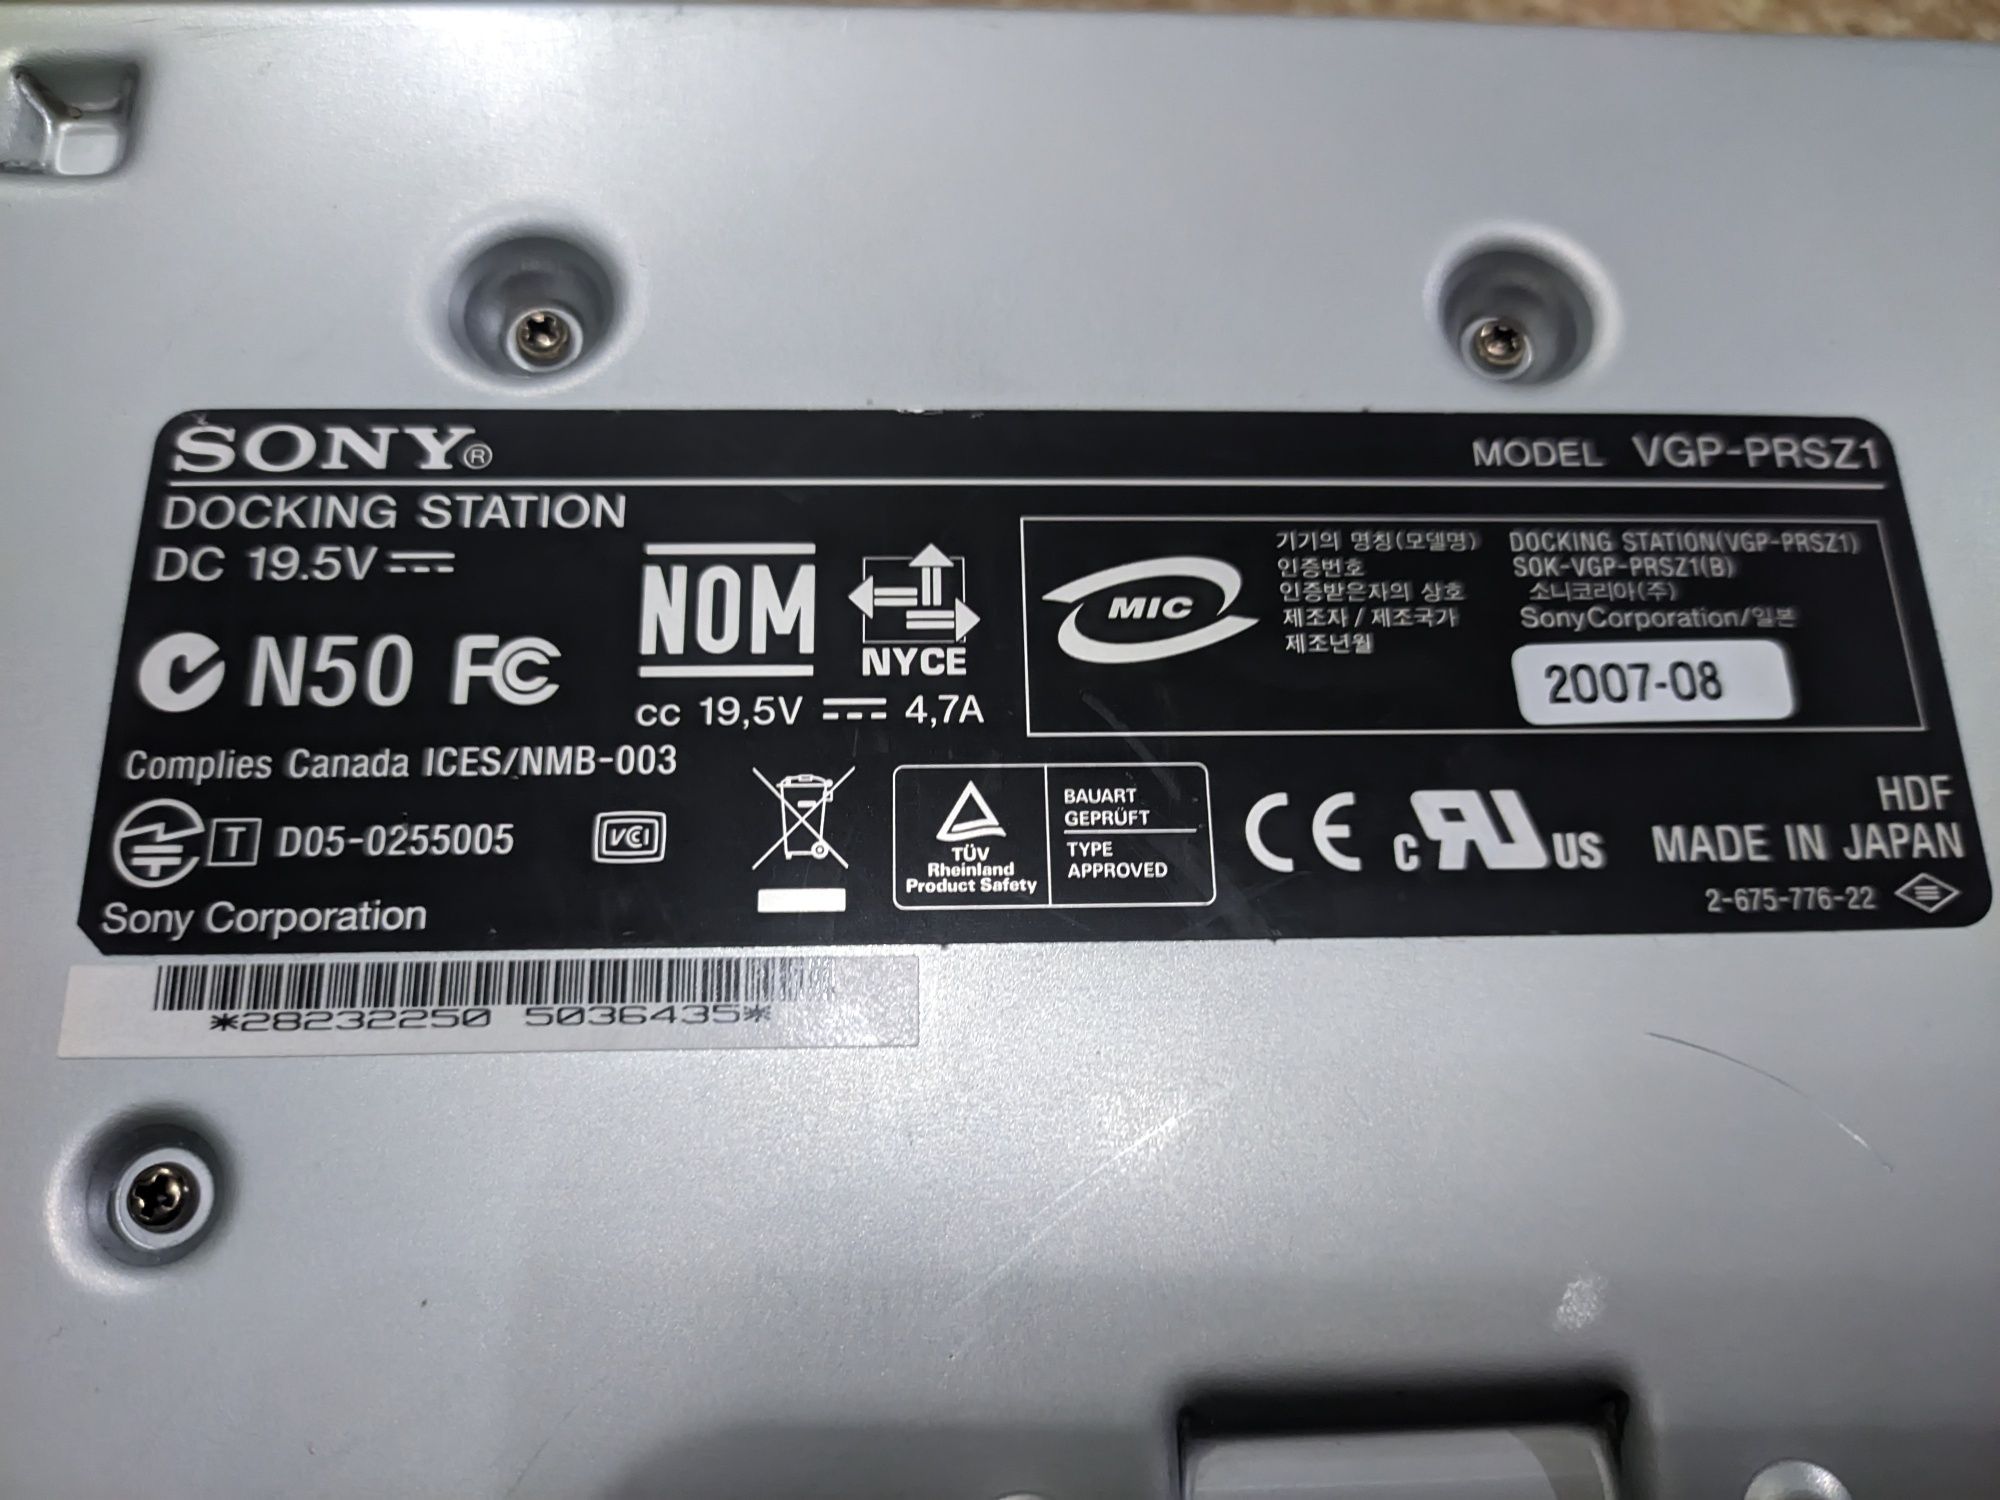 SONY®
MODEL VGP-PRSZ1
DOCKING STATION
DC 19.5V
N50 FC
NOM
NYCE
cc 19,5V 4,7A
MIC
기기의 명칭(모델명) DOCKING STATION(VGP-PRSZ1)
인증번호 SOK-VGP-PRSZ1(B)
인증받은자의 상호 소니코리아(주)
제조자 / 제조국가 Sony Corporation/일본
제조년월 2007-08
Complies Canada ICES/NMB-003
T D05-0255005
VCI
TÜV
Rheinland
Product Safety
BAUART
GEPRÜFT
TYPE
APPROVED
CE
c RU US
HDF
MADE IN JAPAN
2-675-776-22
Sony Corporation
*28232250 5036435*